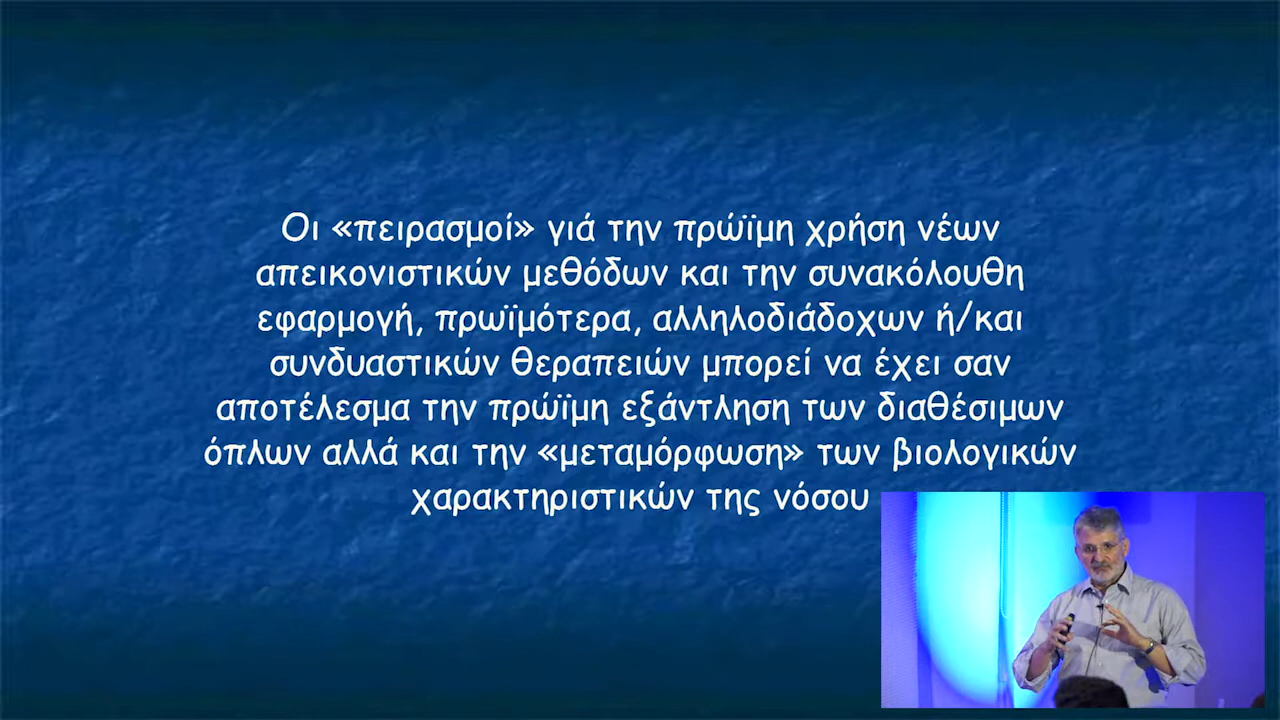 Οι «πειρασμοί» γιά την πρώϊμη χρήση νέων
απεικονιστικών μεθόδων και την συνακόλουθη
εφαρμογή, πρωϊμότερα, αλληλοδιάδοχων ή/και
συνδυαστικών θεραπειών μπορεί να έχει σαν
αποτέλεσμα την πρώϊμη εξάντληση των διαθέσιμων
όπλων αλλά και την «μεταμόρφωση» των βιολογικών
χαρακτηριστικών της νόσου